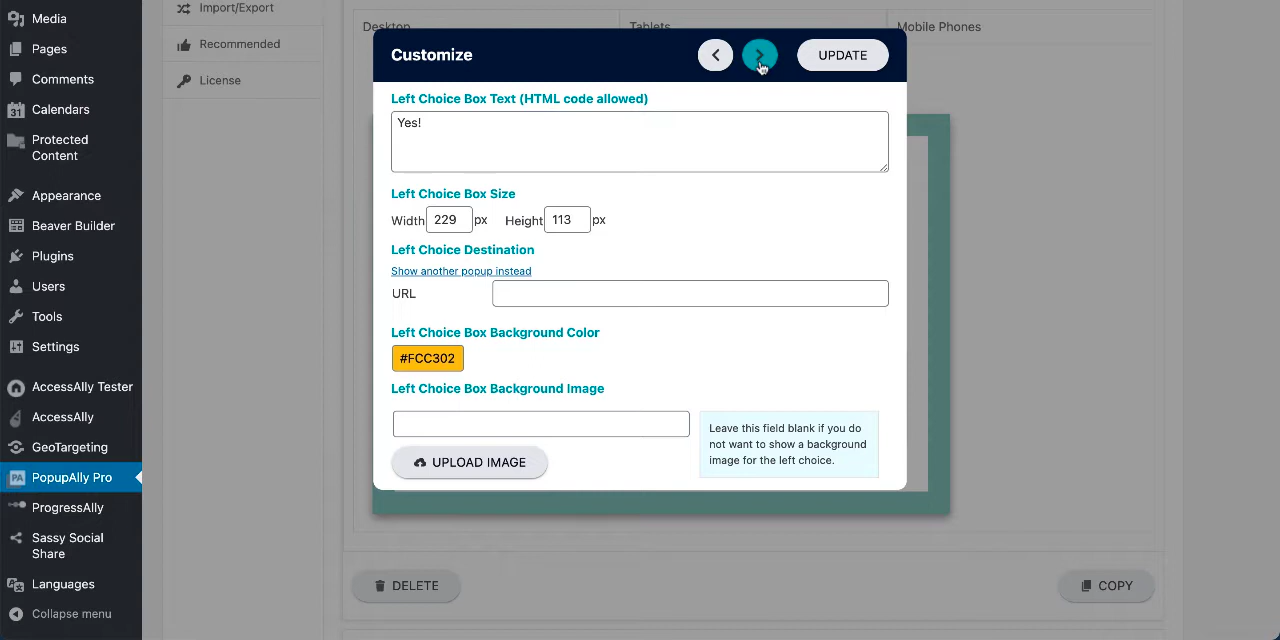 Media
Pages
Comments
31
Calendars
Protected
Content
Appearance
Beaver Builder
Plugins
Users
Tools
Settings
AccessAlly Tester
AccessAlly
GeoTargeting
PA
PopupAlly Pro
ProgressAlly
Sassy Social
Share
Languages
Collapse menu
Import/Export
Recommended
License
Desktop
Tablets
Mobile Phones
Customize
UPDATE
Left Choice Box Text (HTML code allowed)
Yes!
Left Choice Box Size
Width 229 px Height 113 px
Left Choice Destination
Show another popup instead
URL
Left Choice Box Background Color
#FCC302
Left Choice Box Background Image
Leave this field blank if you do
not want to show a background
image for the left choice.
UPLOAD IMAGE
DELETE
COPY